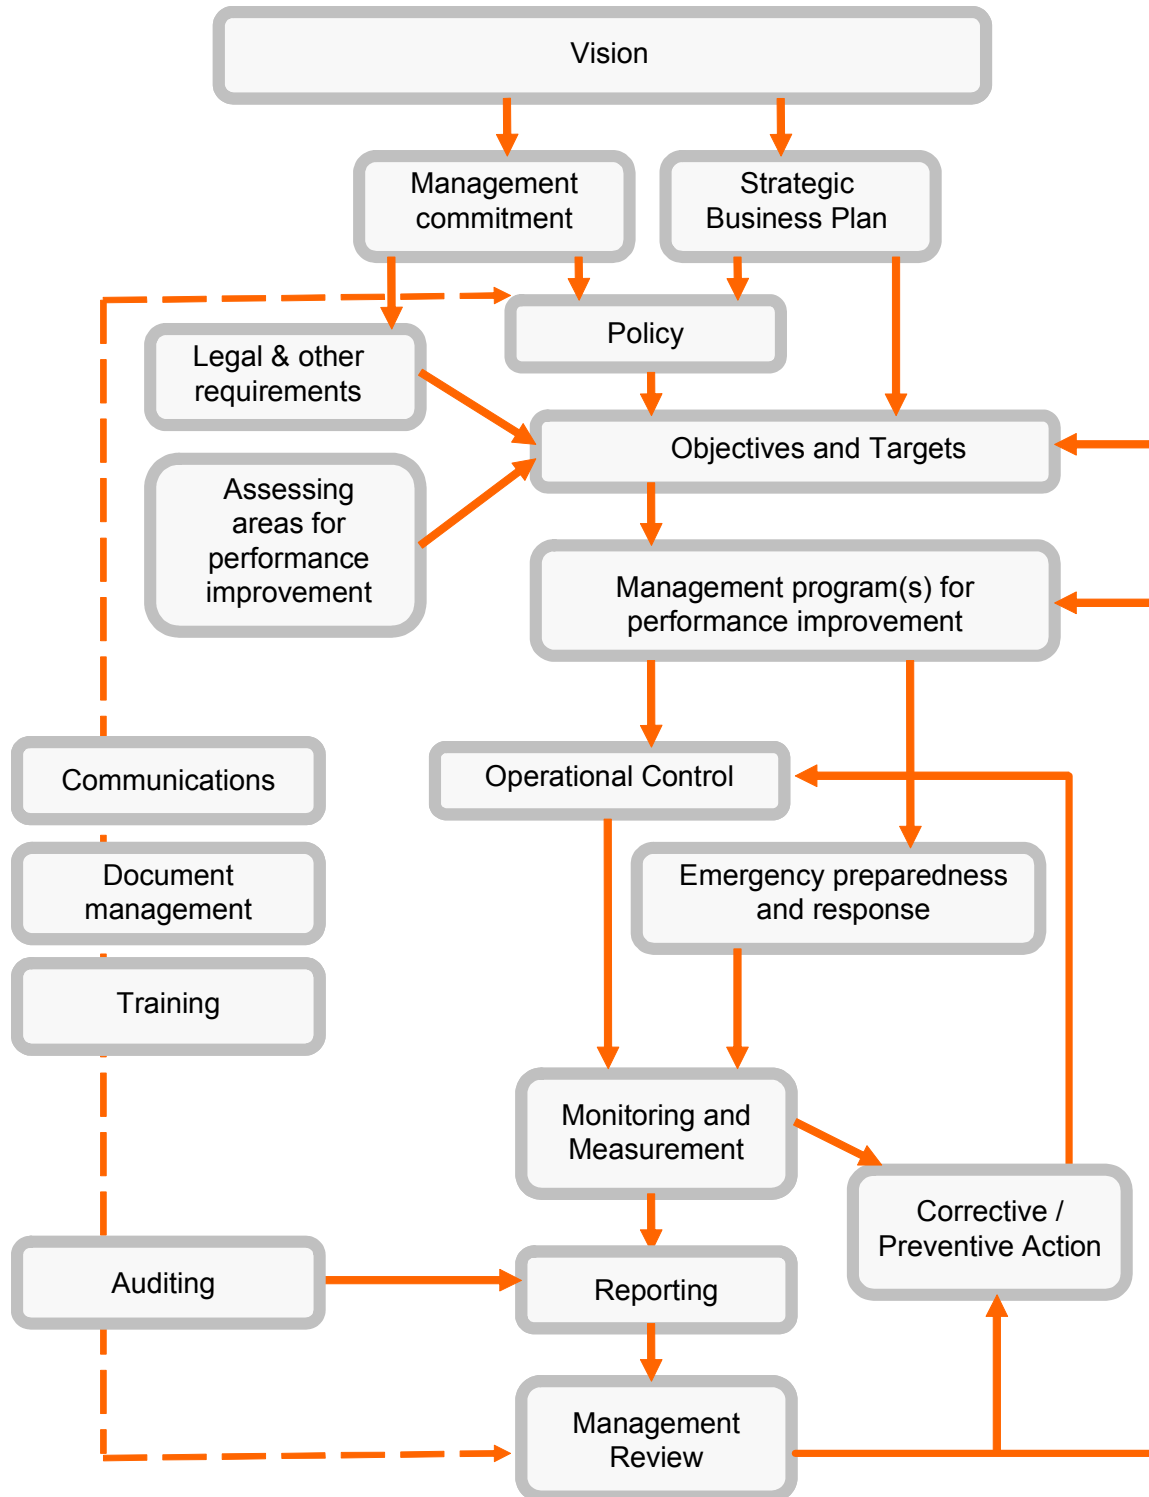 Vision
Management
commitment
Strategic
Business Plan
Policy
Legal & other
requirements
Objectives and Targets
Assessing
areas for
performance
improvement
Management program(s) for
performance improvement
Communications
Operational Control
Document
management
Emergency preparedness
and response
Training
Monitoring and
Measurement
Corrective /
Preventive Action
Auditing
Reporting
Management
Review